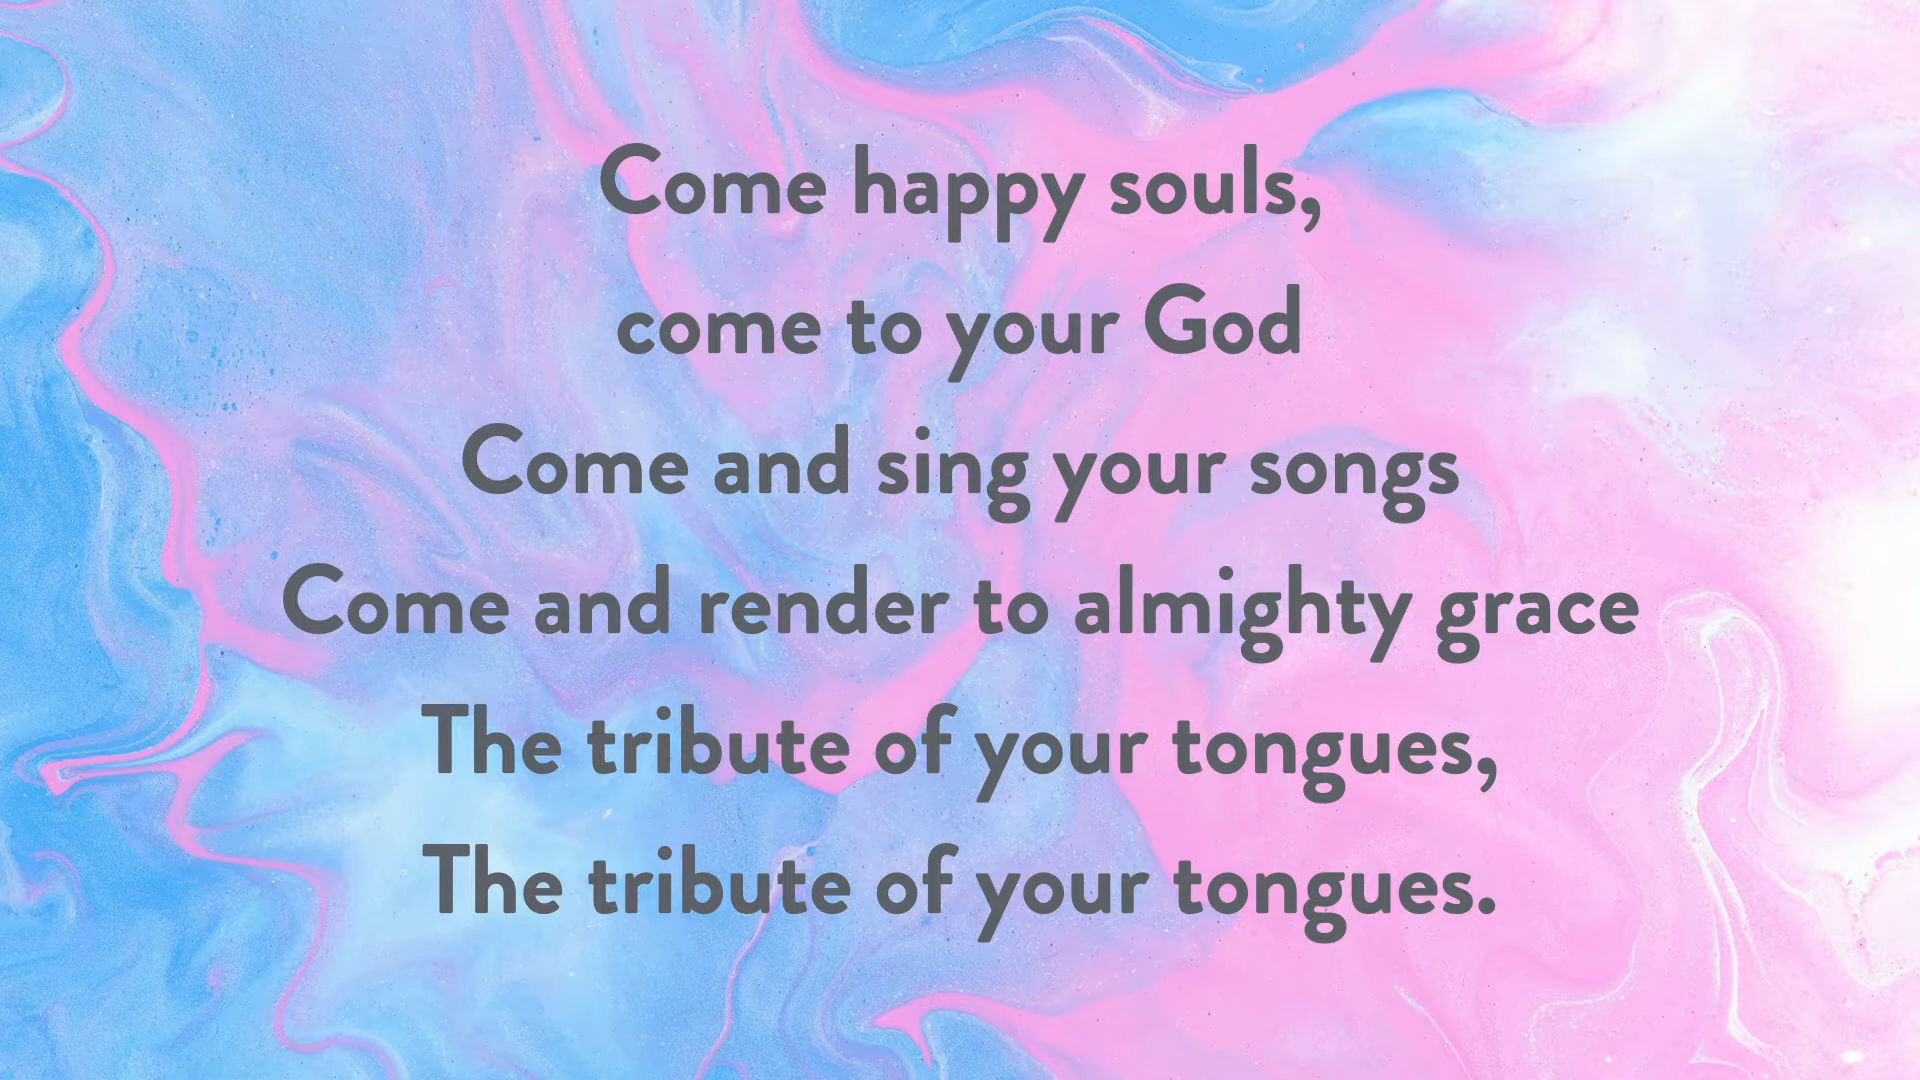 Come happy souls,
come to your God
Come and sing your songs
Come and render to almighty grace
The tribute of your tongues,
The tribute of your tongues.